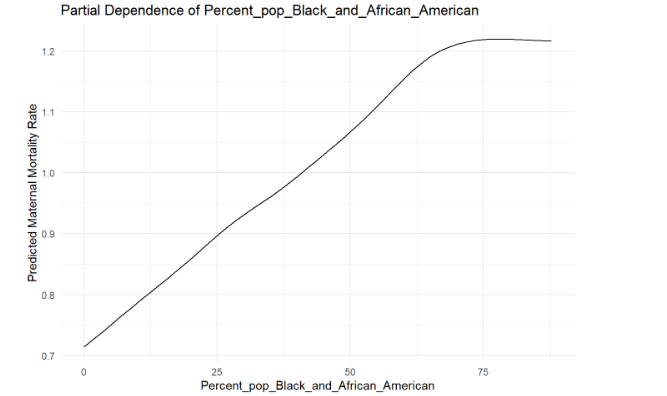 Partial Dependence of Percent_pop_Black_and_African_American
Predicted Maternal Mortality Rate
1.2
1.1
1.0
0.9
0.8
0.7
0 25 50 75
Percent_pop_Black_and_African_American